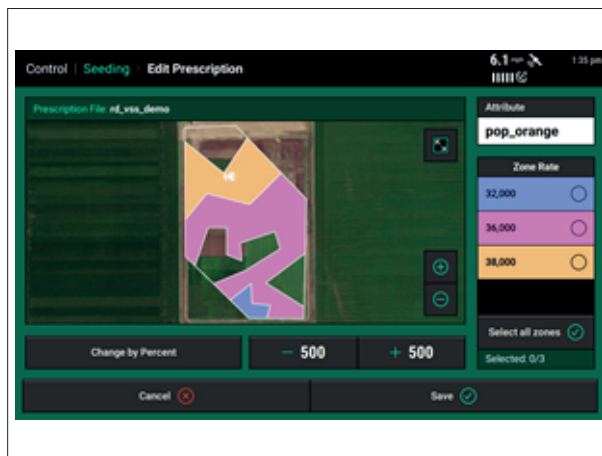 Control | Seeding > Edit Prescription
6.1 mph
1:35 pm
Prescription File: rd_vss_demo
Attribute
pop_orange
Zone Rate
32,000
36,000
38,000
Select all zones
Selected: 0/3
Change by Percent
− 500
+ 500
Cancel
Save